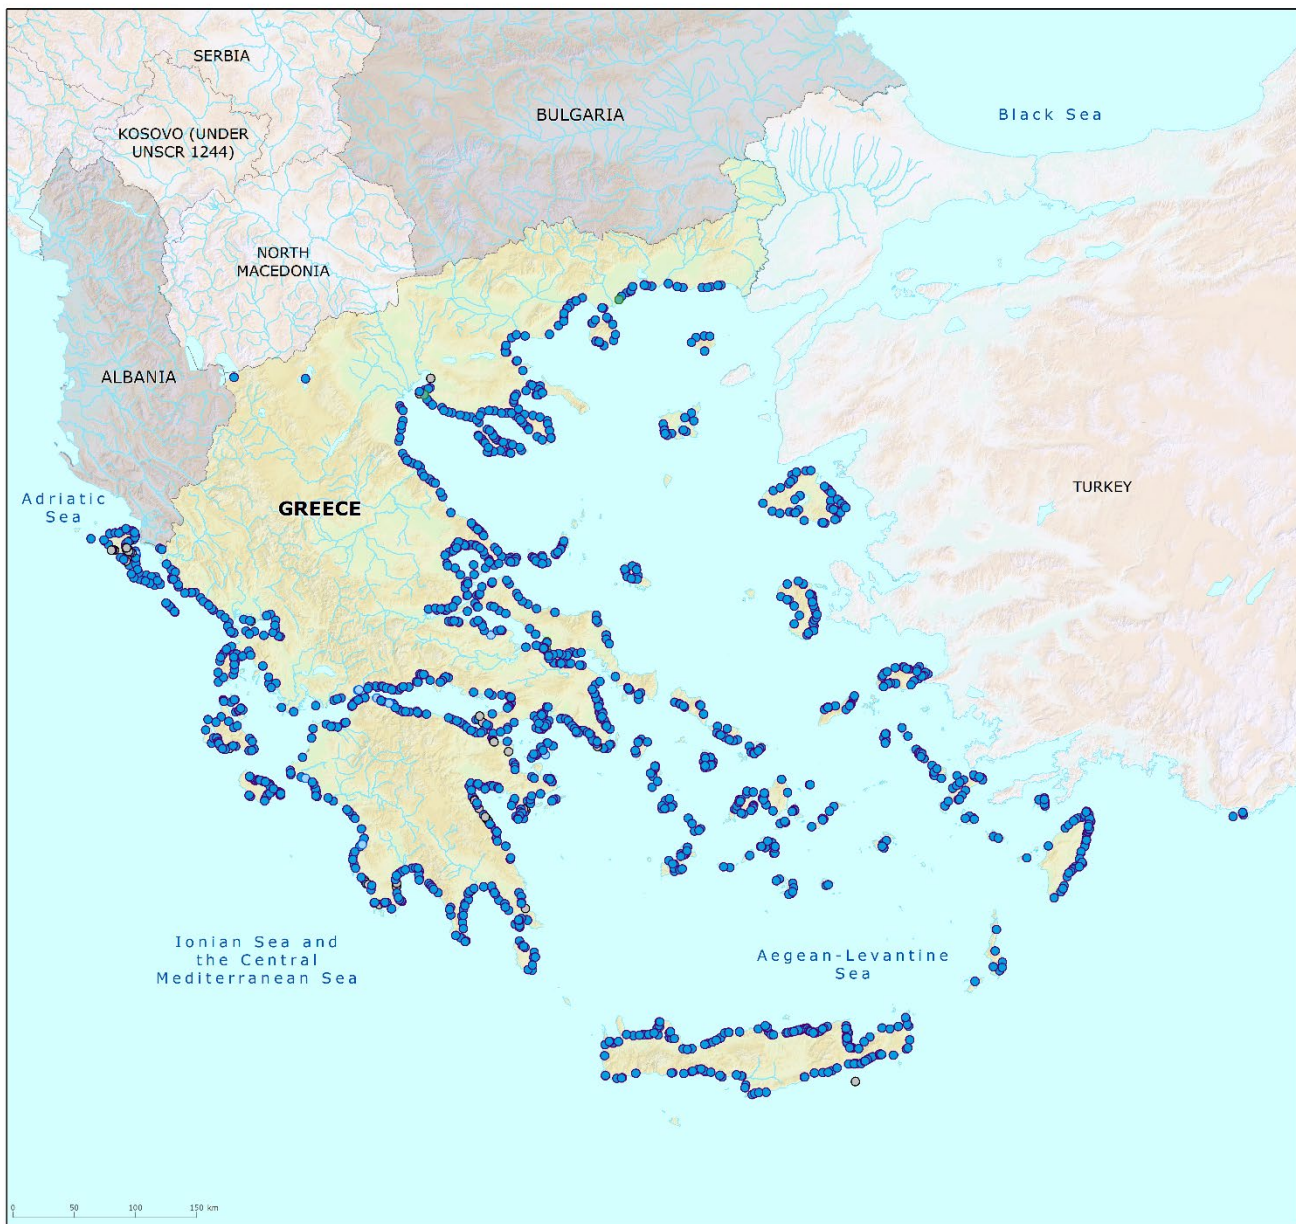 SERBIA
BULGARIA
Black Sea
KOSOVO (UNDER
UNSCR 1244)
NORTH
MACEDONIA
ALBANIA
TURKEY
Adriatic
Sea
GREECE
Ionian Sea and
the Central
Mediterranean Sea
Aegean-Levantine
Sea
0 50 100 150 km